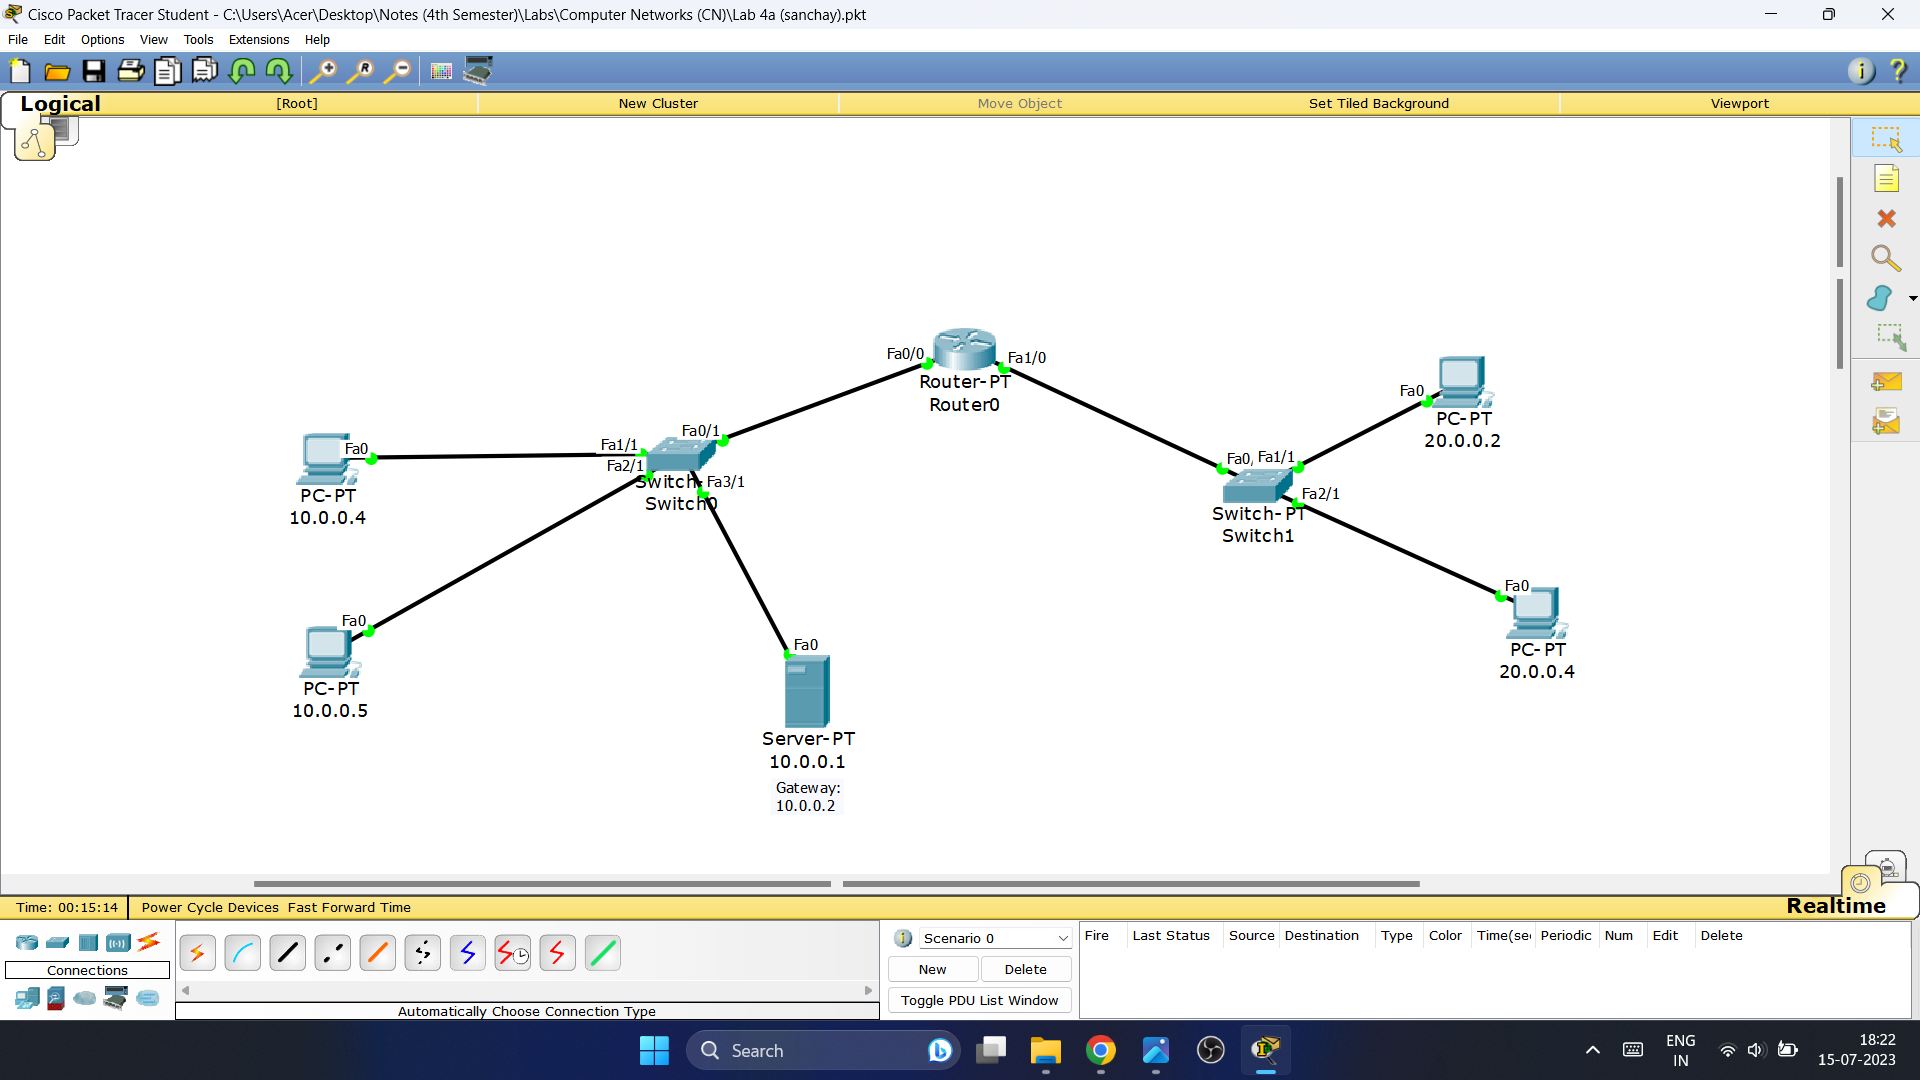 Cisco Packet Tracer Student - C:\Users\Acer\Desktop\Notes (4th Semester)\Labs\Computer Networks (CN)\Lab 4a (sanchay).pkt
File Edit Options View Tools Extensions Help
Logical [Root] New Cluster Move Object Set Tiled Background Viewport
Fa0/0
Fa1/0
Router-PT
Router0
Fa0
PC-PT
20.0.0.2
Fa0/1
Fa1/1
Fa2/1
Fa3/1
Switch-
Switch0
Fa0
PC-PT
10.0.0.4
Fa0, Fa1/1
Fa2/1
Switch-PT
Switch1
Fa0
PC-PT
20.0.0.4
Fa0
PC-PT
10.0.0.5
Fa0
Server-PT
10.0.0.1
Gateway:
10.0.0.2
Time: 00:15:14 Power Cycle Devices Fast Forward Time
Realtime
Connections
Automatically Choose Connection Type
Scenario 0
New Delete
Toggle PDU List Window
Fire Last Status Source Destination Type Color Time(sec Periodic Num Edit Delete
Search
ENG
IN
18:22
15-07-2023